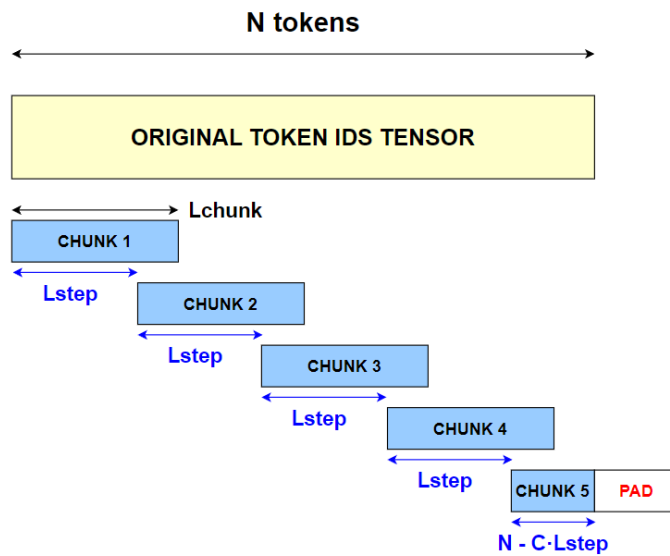 N tokens
ORIGINAL TOKEN IDS TENSOR
Lchunk
CHUNK 1
Lstep
CHUNK 2
Lstep
CHUNK 3
Lstep
CHUNK 4
Lstep
CHUNK 5 PAD
N - C·Lstep